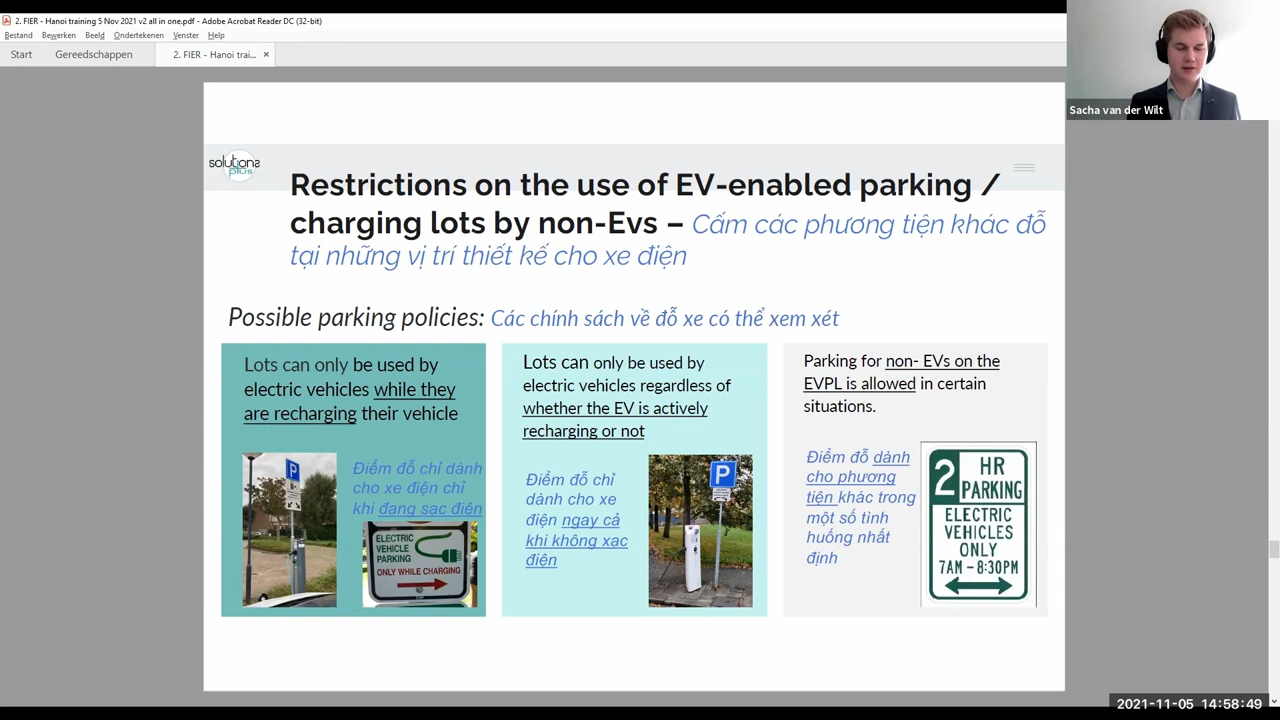 2. FIER - Hanoi training 5 Nov 2021 v2 all in one.pdf - Adobe Acrobat Reader DC (32-bit)
Bestand Bewerken Beeld Ondertekenen Venster Help
Start Gereedschappen 2. FIER - Hanoi trai... ×
Sacha van der Wilt
solutions
plus
Restrictions on the use of EV-enabled parking /
charging lots by non-Evs – Cấm các phương tiện khác đỗ
tại những vị trí thiết kế cho xe điện
Possible parking policies: Các chính sách về đỗ xe có thể xem xét
Lots can only be used by
electric vehicles while they
are recharging their vehicle
Điểm đỗ chỉ dành
cho xe điện chỉ
khi đang sạc điện
P
ELECTRIC
VEHICLE
PARKING
ONLY WHILE CHARGING
Lots can only be used by
electric vehicles regardless of
whether the EV is actively
recharging or not
Điểm đỗ chỉ
dành cho xe
điện ngay cả
khi không xac
điện
P
Parking for non- EVs on the
EVPL is allowed in certain
situations.
Điểm đỗ dành
cho phương
tiện khác trong
một số tình
huống nhất
định
2 HR
PARKING
ELECTRIC
VEHICLES
ONLY
7AM – 8:30PM
2021-11-05 14:58:49